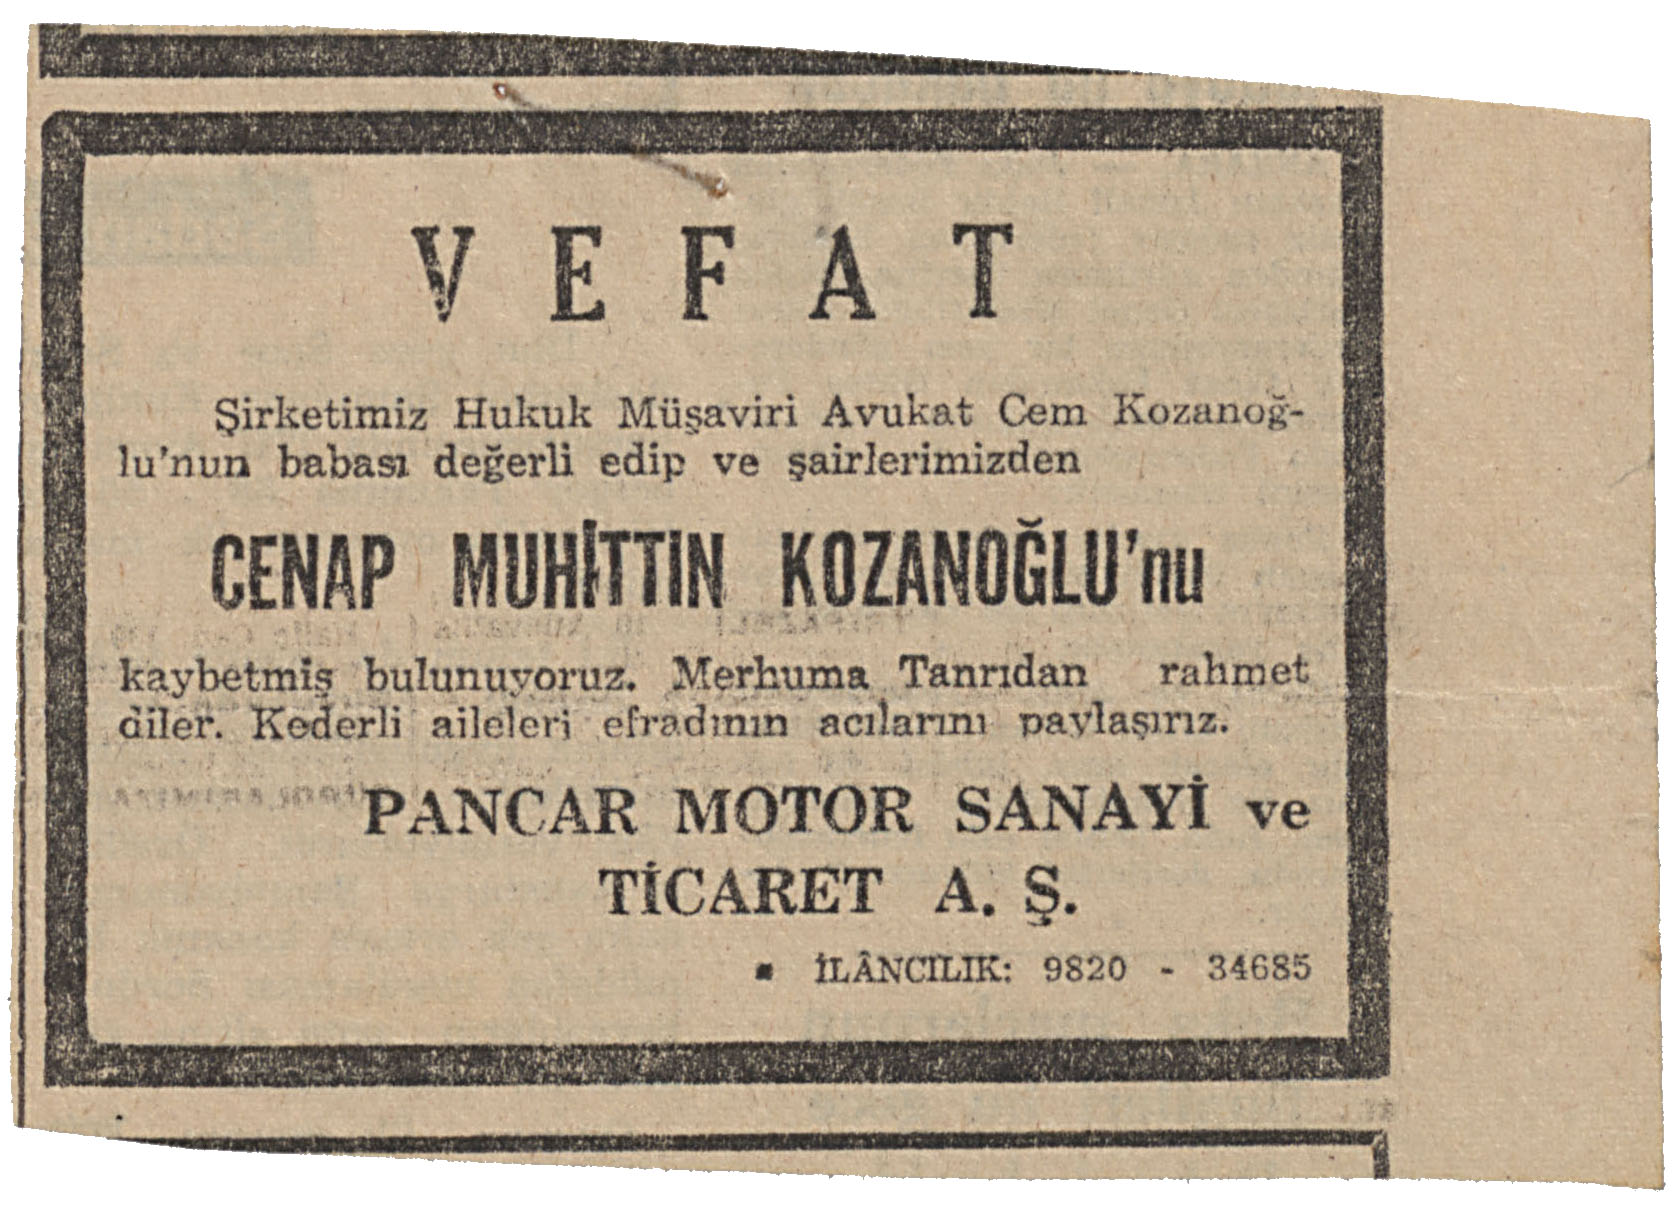 VEFAT
Şirketimiz Hukuk Müşaviri Avukat Cem Kozanoğ-
lu'nun babası değerli edip ve şairlerimizden
CENAP MUHİTTİN KOZANOĞLU'nu
kaybetmiş bulunuyoruz. Merhuma Tanrıdan rahmet
diler. Kederli aileleri efradının acılarını paylaşırız.
PANCAR MOTOR SANAYİ ve
TİCARET A. Ş.
İLÂNCILIK: 9820 - 34685